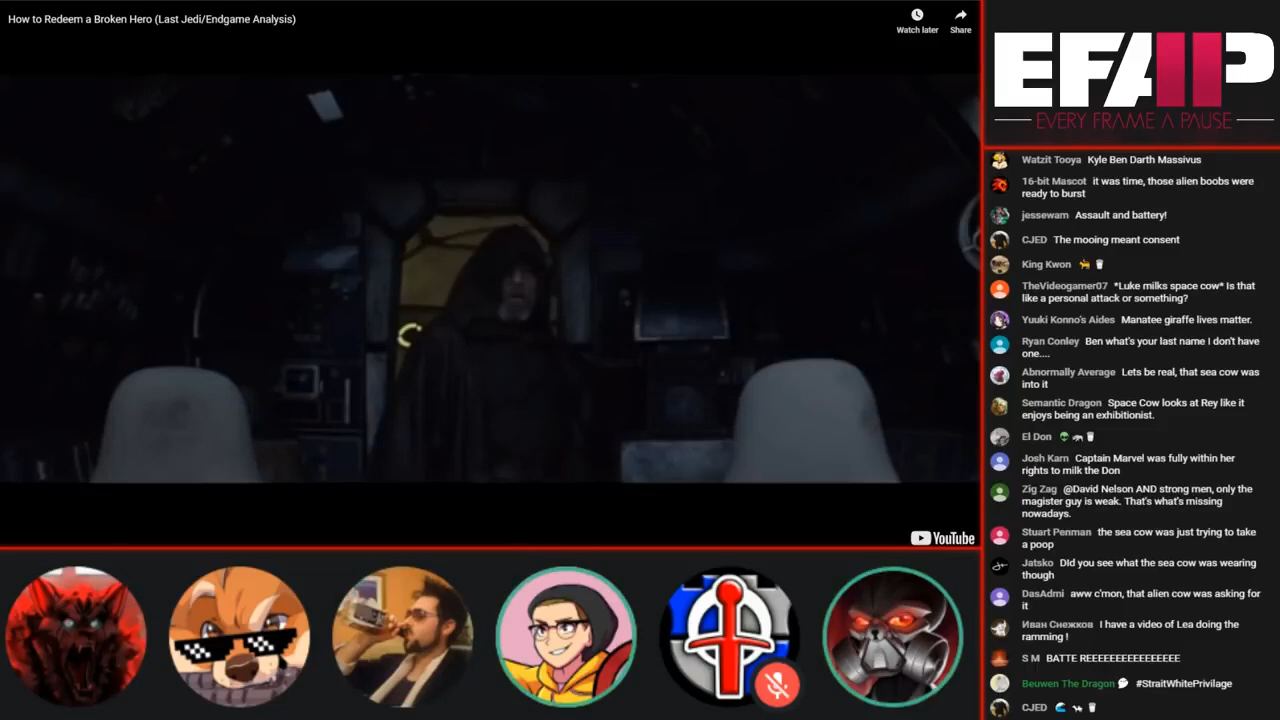 How to Redeem a Broken Hero (Last Jedi/Endgame Analysis)
Watch later
Share
YouTube
EFAP
EVERY FRAME A PAUSE
Watzit Tooya Kyle Ben Darth Massivus
16-bit Mascot it was time, those alien boobs were
ready to burst
jessewam Assault and battery!
CJED The mooing meant consent
King Kwon
TheVideogamer07 *Luke milks space cow* Is that
like a personal attack or something?
Yuuki Konno's Aides Manatee giraffe lives matter.
Ryan Conley Ben what's your last name I don't have
one....
Abnormally Average Lets be real, that sea cow was
into it
Semantic Dragon Space Cow looks at Rey like it
enjoys being an exhibitionist.
El Don
Josh Karn Captain Marvel was fully within her
rights to milk the Don
Zig Zag @David Nelson AND strong men, only the
magister guy is weak. That's what's missing
nowadays.
Stuart Penman the sea cow was just trying to take
a poop
Jatsko DId you see what the sea cow was wearing
though
DasAdmi aww c'mon, that alien cow was asking for
it
Иван Снежков I have a video of Lea doing the
ramming !
S M BATTE REEEEEEEEEEEEEEEE
Beuwen The Dragon #StraitWhitePrivilage
CJED